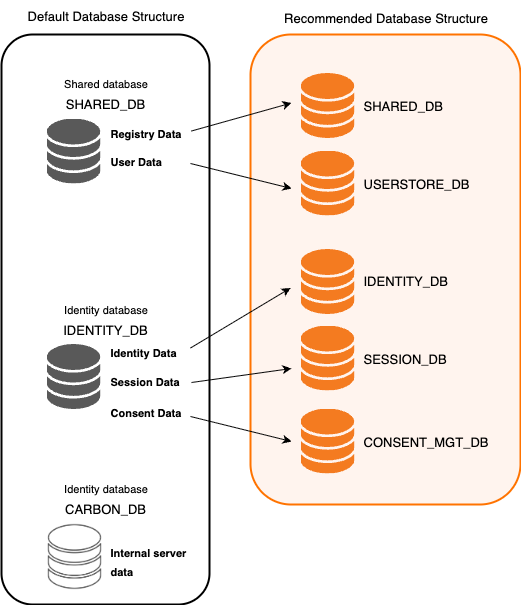 Default Database Structure
Recommended Database Structure
Shared database
SHARED_DB
Registry Data
User Data
SHARED_DB
USERSTORE_DB
Identity database
IDENTITY_DB
Identity Data
Session Data
Consent Data
IDENTITY_DB
SESSION_DB
CONSENT_MGT_DB
Identity database
CARBON_DB
Internal server
data